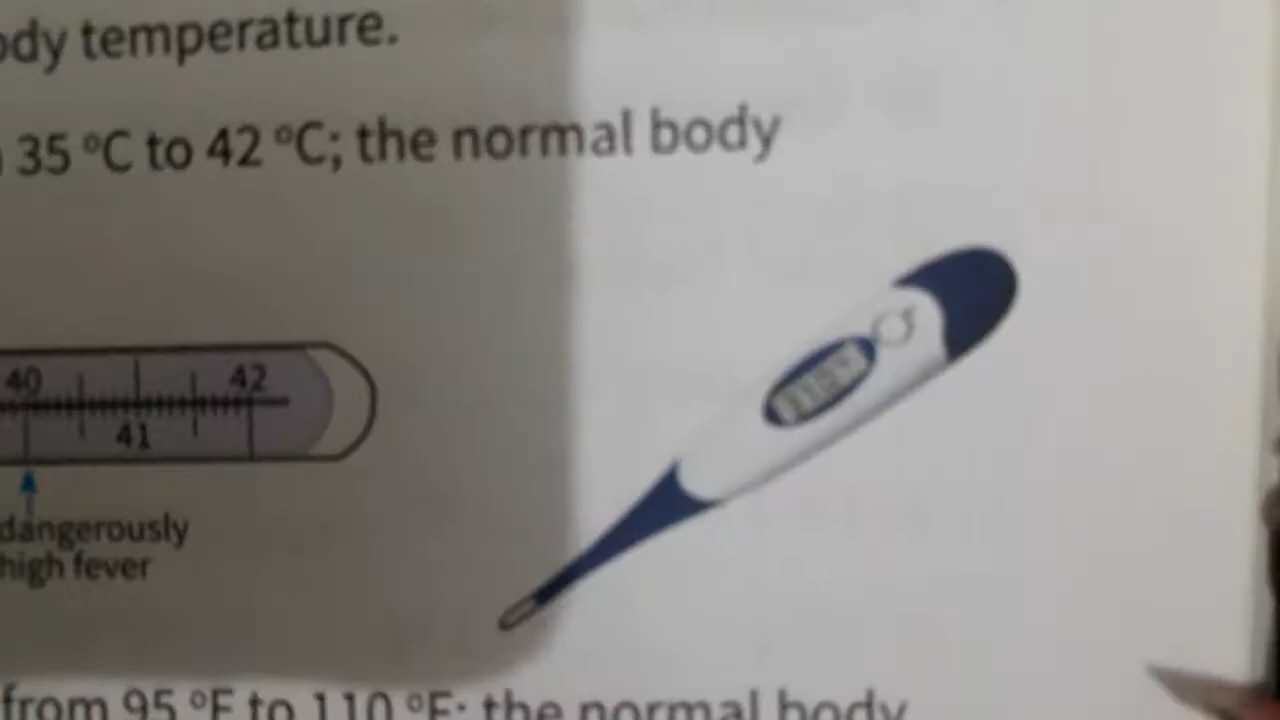 ody temperature.
35 °C to 42 °C; the normal body
40 42
41
dangerously
high fever
from 95 °F to 110 °F; the normal body